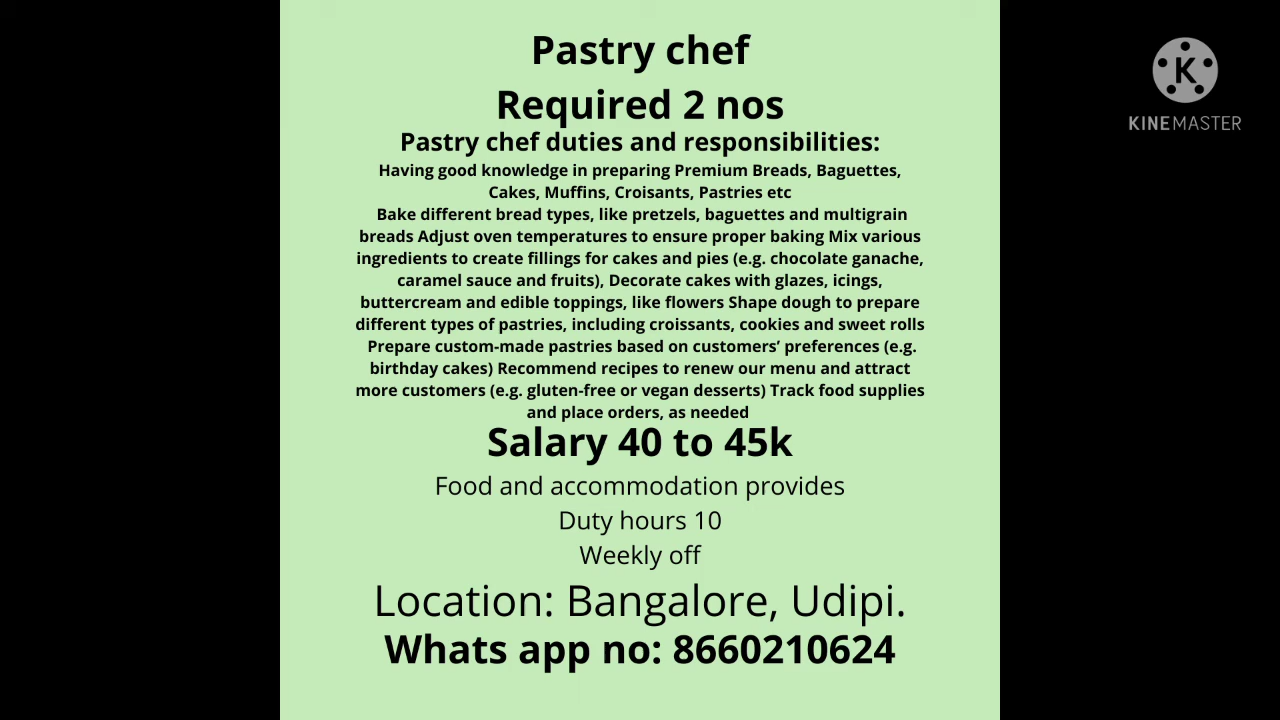 Pastry chef
Required 2 nos
Pastry chef duties and responsibilities:
Having good knowledge in preparing Premium Breads, Baguettes,
Cakes, Muffins, Croisants, Pastries etc
Bake different bread types, like pretzels, baguettes and multigrain
breads Adjust oven temperatures to ensure proper baking Mix various
ingredients to create fillings for cakes and pies (e.g. chocolate ganache,
caramel sauce and fruits), Decorate cakes with glazes, icings,
buttercream and edible toppings, like flowers Shape dough to prepare
different types of pastries, including croissants, cookies and sweet rolls
Prepare custom-made pastries based on customers’ preferences (e.g.
birthday cakes) Recommend recipes to renew our menu and attract
more customers (e.g. gluten-free or vegan desserts) Track food supplies
and place orders, as needed
Salary 40 to 45k
Food and accommodation provides
Duty hours 10
Weekly off
Location: Bangalore, Udipi.
Whats app no: 8660210624
K
KINEMASTER